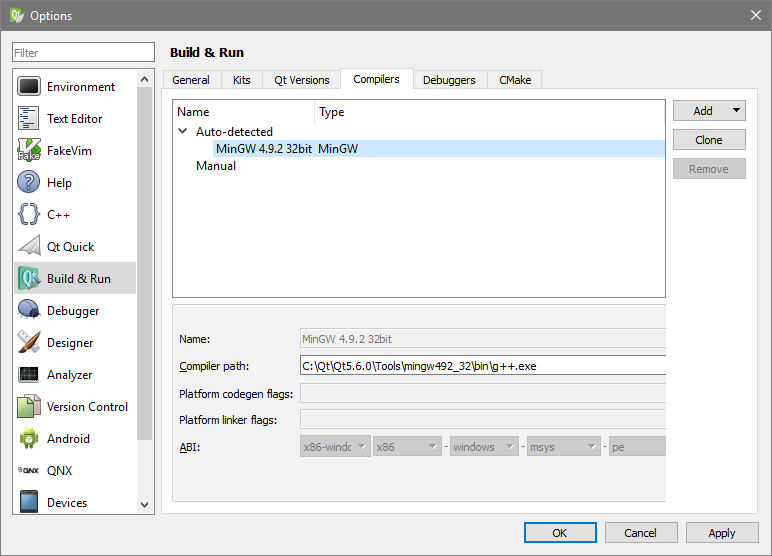 Options
Filter
Build & Run
Environment
Text Editor
FakeVim
Help
C++
Qt Quick
Build & Run
Debugger
Designer
Analyzer
Version Control
Android
QNX
Devices
General Kits Qt Versions Compilers Debuggers CMake
Name Type
Auto-detected
MinGW 4.9.2 32bit MinGW
Manual
Add
Clone
Remove
Name: MinGW 4.9.2 32bit
Compiler path: C:\Qt\Qt5.6.0\Tools\mingw492_32\bin\g++.exe
Platform codegen flags:
Platform linker flags:
ABI: x86-windc x86 - windows - msys - pe
OK Cancel Apply